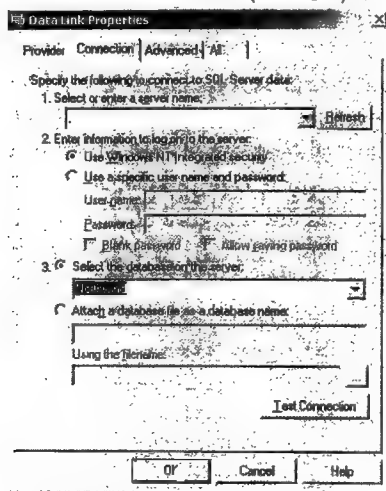 Data Link Properties
Provider Connection Advanced All
Specify the following to connect to SQL Server data:
1. Select or enter a server name:
Refresh
2. Enter information to log on to the server:
Use Windows NT Integrated security
Use a specific user name and password:
User name:
Password:
Blank password Allow saving password
3. Select the database on the server:
Attach a database file as a database name:
Using the filename:
...
Test Connection
OK Cancel Help